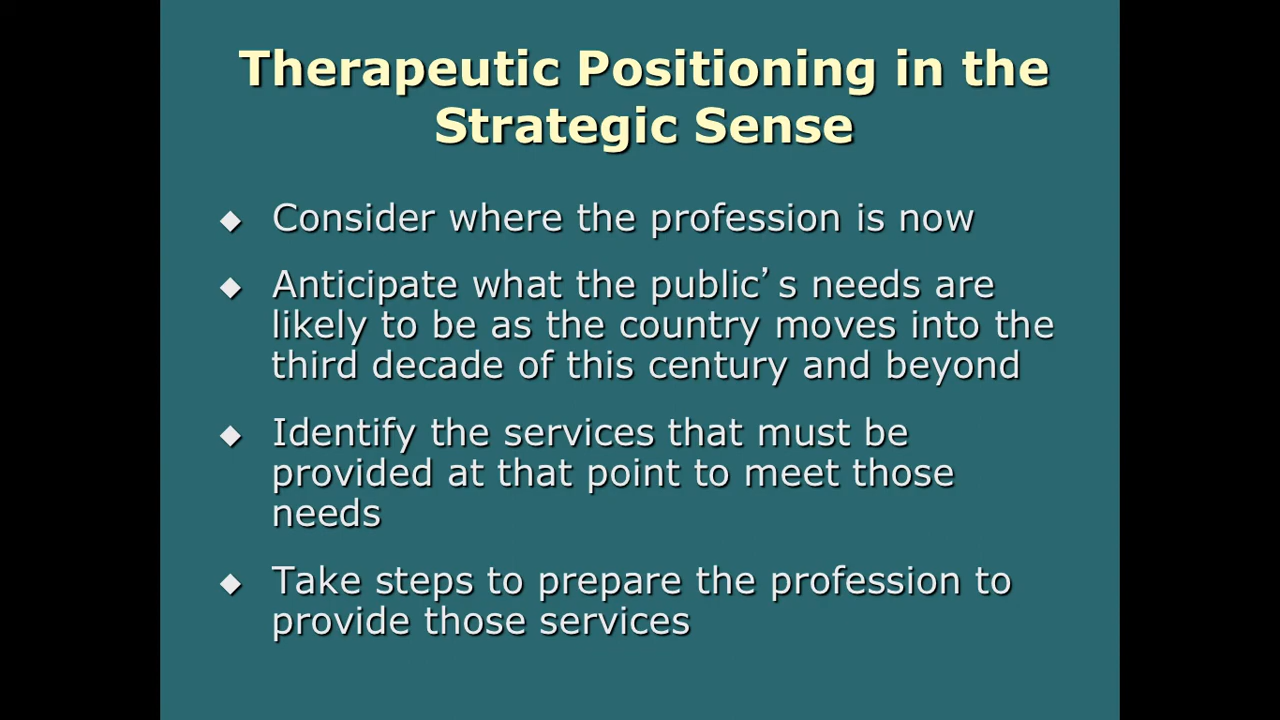 Therapeutic Positioning in the
Strategic Sense
◆ Consider where the profession is now
◆ Anticipate what the public’s needs are
likely to be as the country moves into the
third decade of this century and beyond
◆ Identify the services that must be
provided at that point to meet those
needs
◆ Take steps to prepare the profession to
provide those services